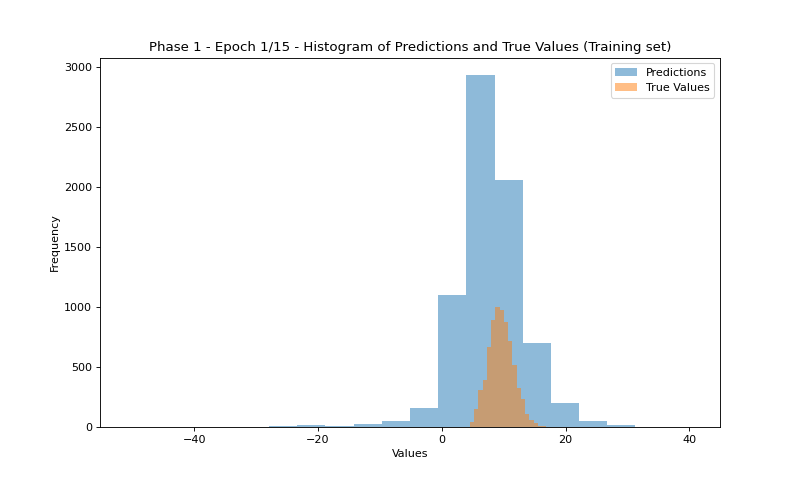 Phase 1 - Epoch 1/15 - Histogram of Predictions and True Values (Training set)
Predictions
True Values
3000
2500
2000
1500
1000
500
0
Frequency
−40
−20
0
20
40
Values